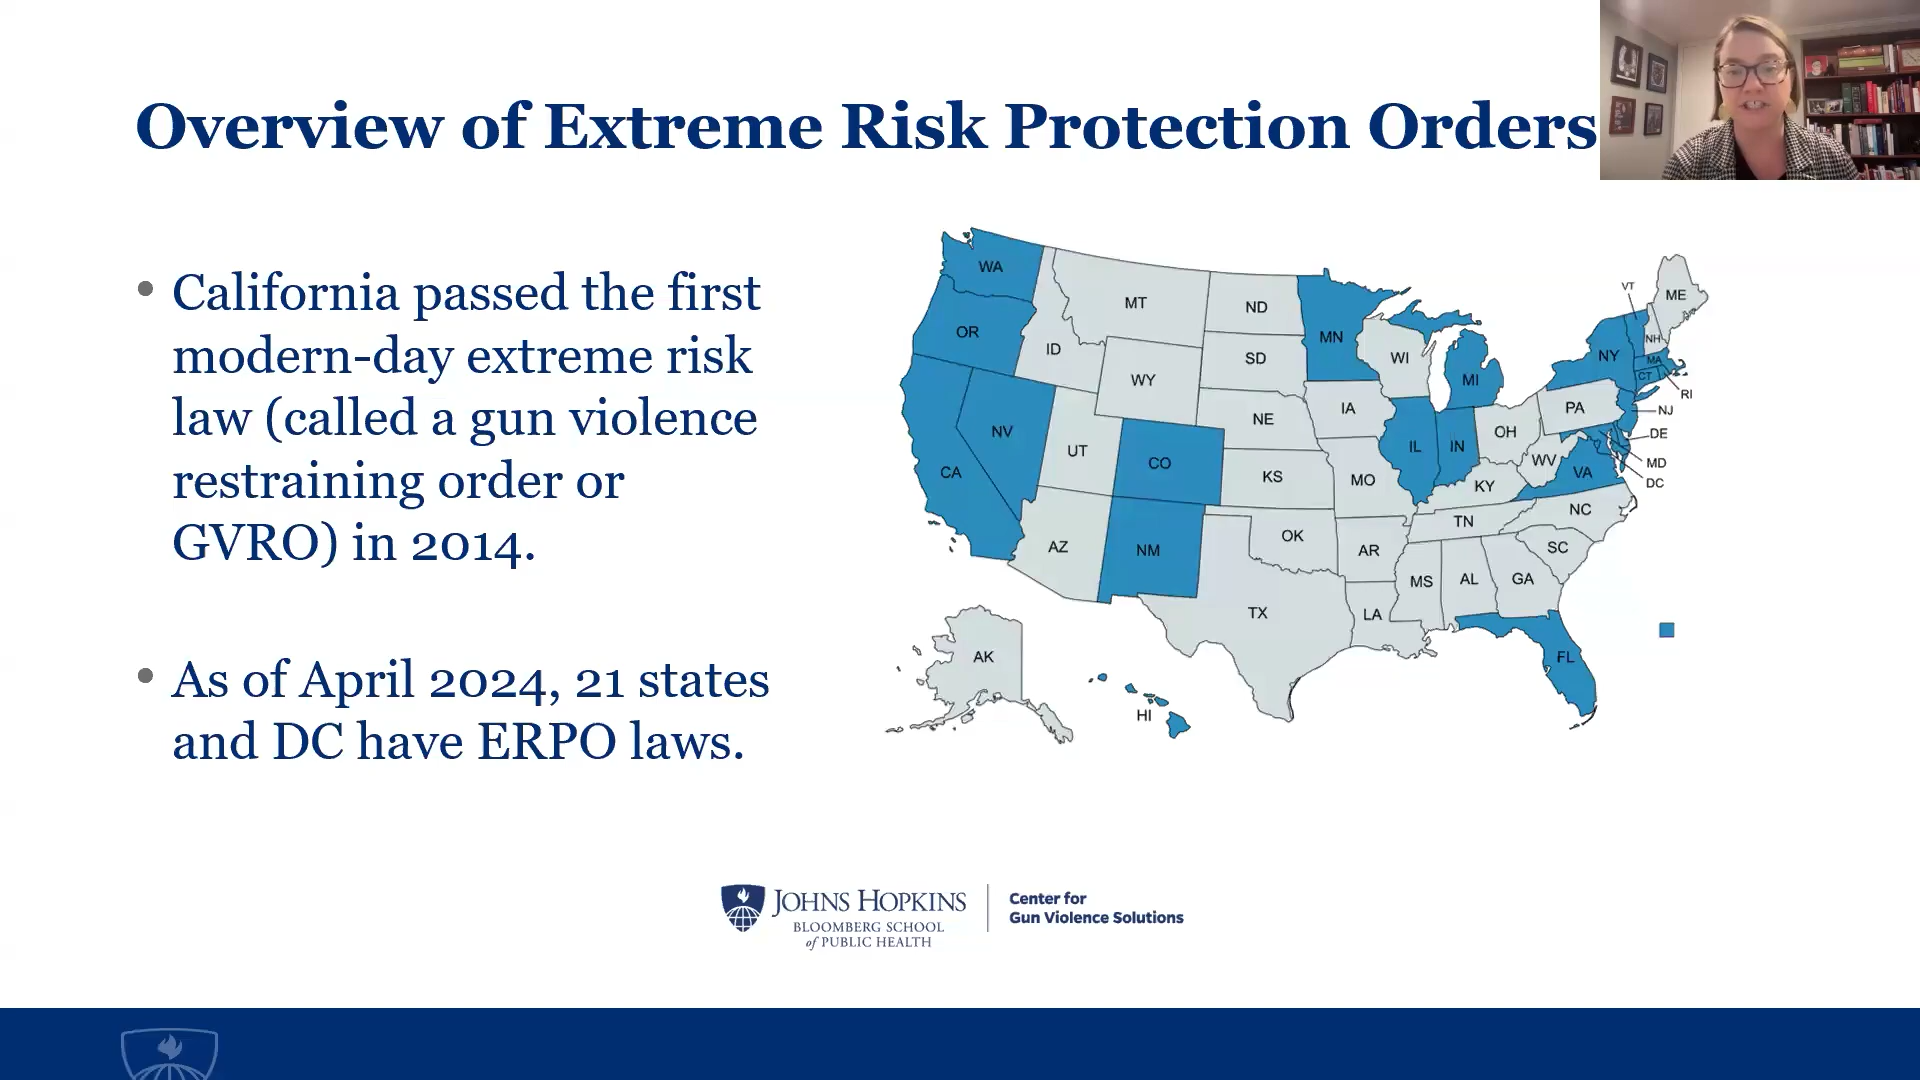 Overview of Extreme Risk Protection Orders
• California passed the first
modern-day extreme risk
law (called a gun violence
restraining order or
GVRO) in 2014.
• As of April 2024, 21 states
and DC have ERPO laws.
WA
OR
CA
NV
ID
MT
WY
UT
AZ
CO
NM
ND
SD
NE
KS
OK
TX
MN
IA
MO
AR
LA
WI
IL
MI
IN
OH
KY
TN
MS
AL
GA
FL
SC
NC
VA
WV
PA
NY
VT
NH
ME
MA
CT
RI
NJ
DE
MD
DC
AK
HI
JOHNS HOPKINS
BLOOMBERG SCHOOL
of PUBLIC HEALTH
Center for
Gun Violence Solutions